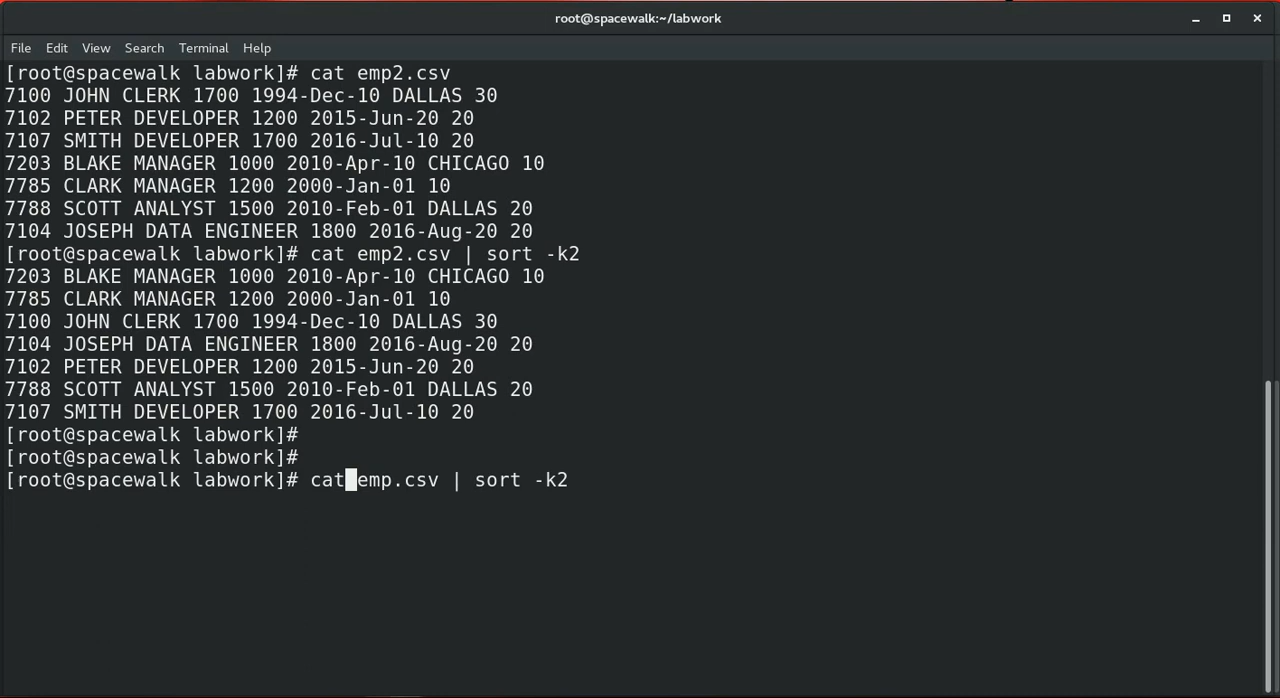 root@spacewalk:~/labwork
File Edit View Search Terminal Help
[root@spacewalk labwork]# cat emp2.csv
7100 JOHN CLERK 1700 1994-Dec-10 DALLAS 30
7102 PETER DEVELOPER 1200 2015-Jun-20 20
7107 SMITH DEVELOPER 1700 2016-Jul-10 20
7203 BLAKE MANAGER 1000 2010-Apr-10 CHICAGO 10
7785 CLARK MANAGER 1200 2000-Jan-01 10
7788 SCOTT ANALYST 1500 2010-Feb-01 DALLAS 20
7104 JOSEPH DATA ENGINEER 1800 2016-Aug-20 20
[root@spacewalk labwork]# cat emp2.csv | sort -k2
7203 BLAKE MANAGER 1000 2010-Apr-10 CHICAGO 10
7785 CLARK MANAGER 1200 2000-Jan-01 10
7100 JOHN CLERK 1700 1994-Dec-10 DALLAS 30
7104 JOSEPH DATA ENGINEER 1800 2016-Aug-20 20
7102 PETER DEVELOPER 1200 2015-Jun-20 20
7788 SCOTT ANALYST 1500 2010-Feb-01 DALLAS 20
7107 SMITH DEVELOPER 1700 2016-Jul-10 20
[root@spacewalk labwork]#
[root@spacewalk labwork]#
[root@spacewalk labwork]# cat emp.csv | sort -k2